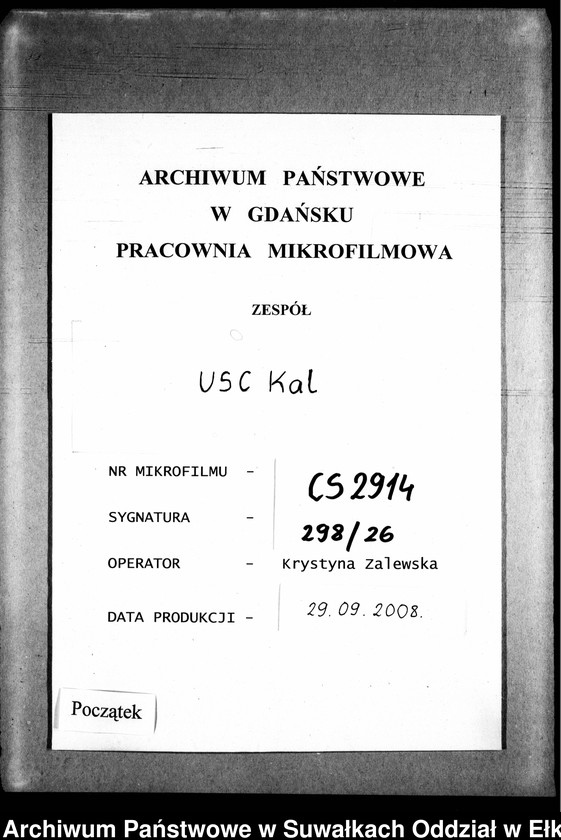 ARCHIWUM PAŃSTWOWE
W GDAŃSKU
PRACOWNIA MIKROFILMOWA
ZESPÓŁ
USC Kal
NR MIKROFILMU – CS 2914
SYGNATURA – 298/26
OPERATOR – Krystyna Zalewska
DATA PRODUKCJI – 29.09.2008.
Początek
Archiwum Państwowe w Suwałkach Oddział w Ełk